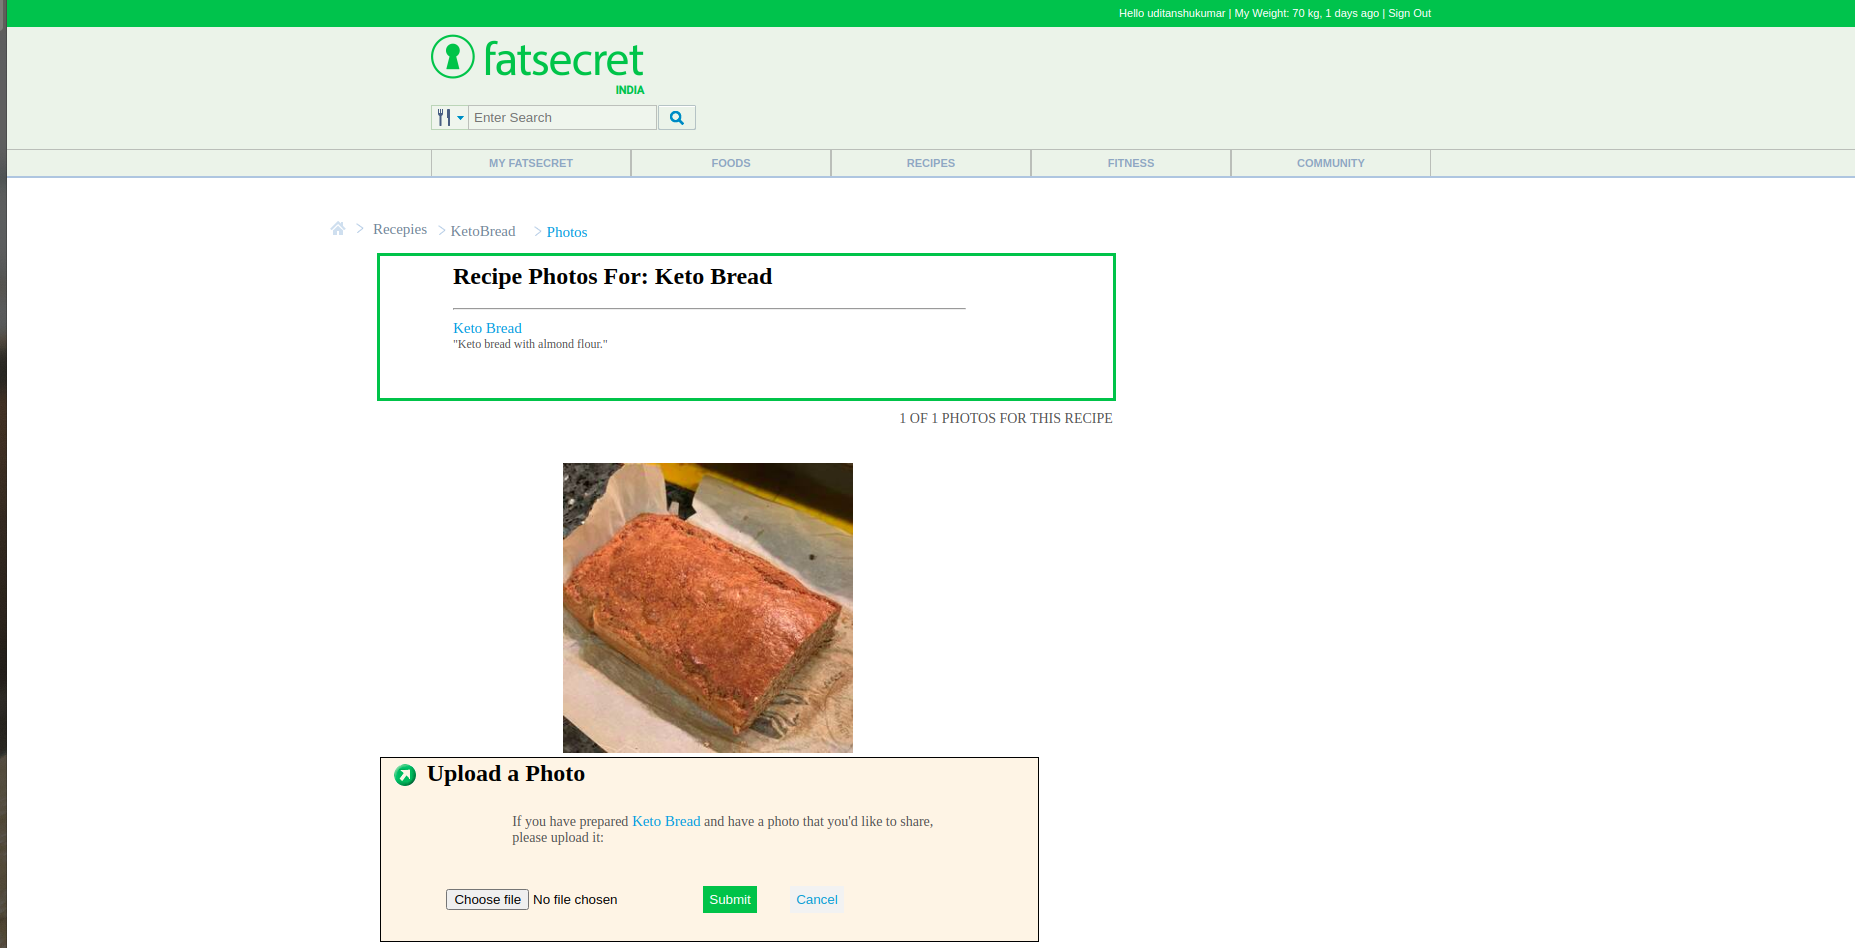 Hello uditanshukumar | My Weight: 70 kg, 1 days ago | Sign Out
fatsecret
INDIA
Enter Search
MY FATSECRET
FOODS
RECIPES
FITNESS
COMMUNITY
Recepies
KetoBread
Photos
Recipe Photos For: Keto Bread
Keto Bread
"Keto bread with almond flour."
1 OF 1 PHOTOS FOR THIS RECIPE
Upload a Photo
If you have prepared Keto Bread and have a photo that you'd like to share,
please upload it:
Choose file No file chosen
Submit
Cancel